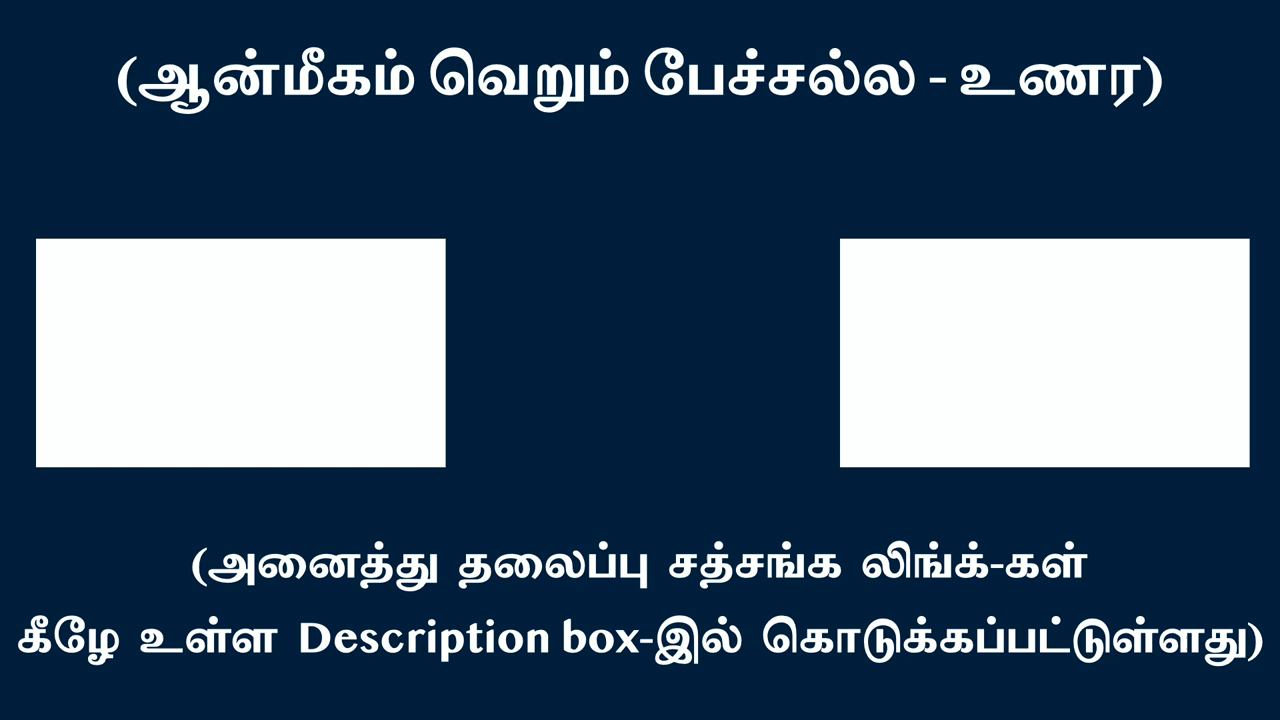 (ஆன்மீகம் வெறும் பேச்சல்ல - உணர)
(அனைத்து தலைப்பு சத்சங்க லிங்க்-கள்
கீழே உள்ள Description box-இல் கொடுக்கப்பட்டுள்ளது)